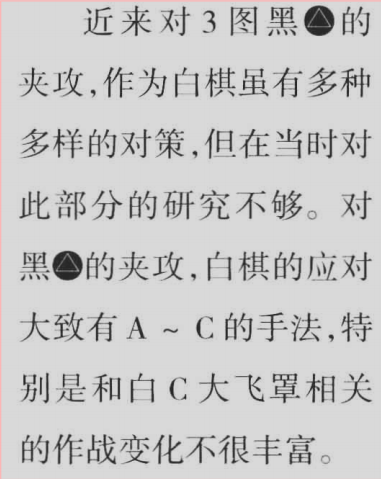 近来对3图黑▲的
夹攻,作为白棋虽有多种
多样的对策,但在当时对
此部分的研究不够。对
黑▲的夹攻,白棋的应对
大致有A~C的手法,特
别是和白C大飞罩相关
的作战变化不很丰富。